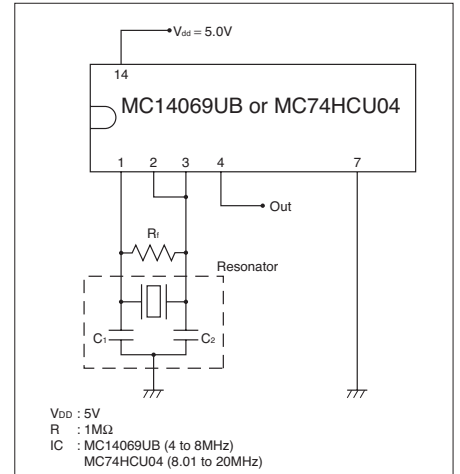 Vdd = 5.0V
14
MC14069UB or MC74HCU04
1 2 3 4 7
Out
Rf
Resonator
C1 C2
VDD : 5V
R : 1MΩ
IC : MC14069UB (4 to 8MHz)
MC74HCU04 (8.01 to 20MHz)